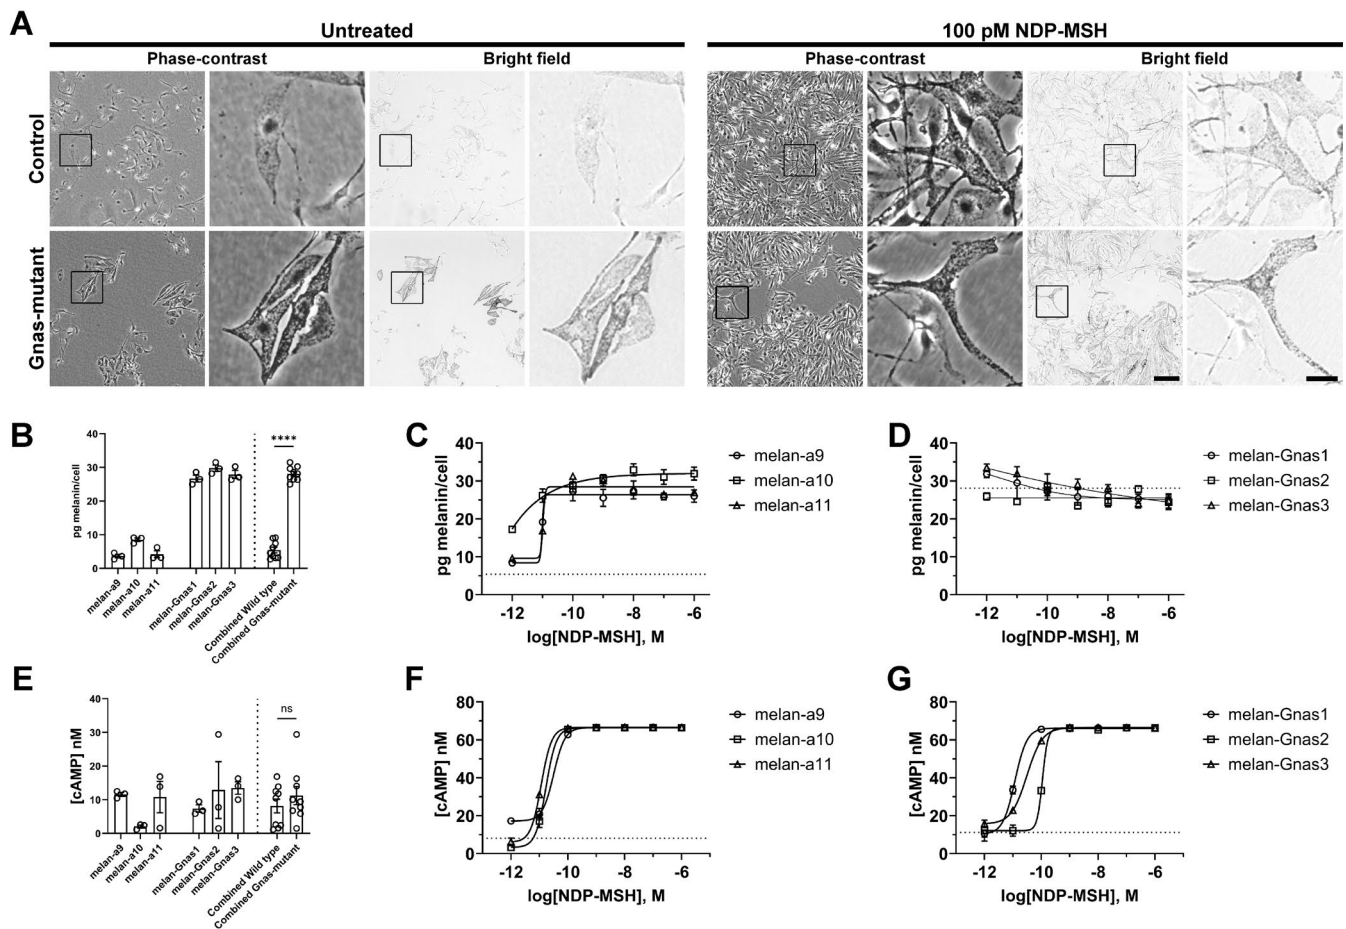 A
Untreated
100 pM NDP-MSH
Phase-contrast
Bright field
Phase-contrast
Bright field
Control
Gnas-mutant
B
pg melanin/cell
40
30
20
10
0
****
melan-a9
melan-a10
melan-a11
melan-Gnas1
melan-Gnas2
melan-Gnas3
Combined Wild type
Combined Gnas-mutant
C
pg melanin/cell
40
30
20
10
0
-12
-10
-8
-6
log[NDP-MSH], M
melan-a9
melan-a10
melan-a11
D
pg melanin/cell
40
30
20
10
0
-12
-10
-8
-6
log[NDP-MSH], M
melan-Gnas1
melan-Gnas2
melan-Gnas3
E
[cAMP] nM
40
30
20
10
0
ns
melan-a9
melan-a10
melan-a11
melan-Gnas1
melan-Gnas2
melan-Gnas3
Combined Wild type
Combined Gnas-mutant
F
[cAMP] nM
80
60
40
20
0
-12
-10
-8
-6
log[NDP-MSH], M
melan-a9
melan-a10
melan-a11
G
[cAMP] nM
80
60
40
20
0
-12
-10
-8
-6
log[NDP-MSH], M
melan-Gnas1
melan-Gnas2
melan-Gnas3